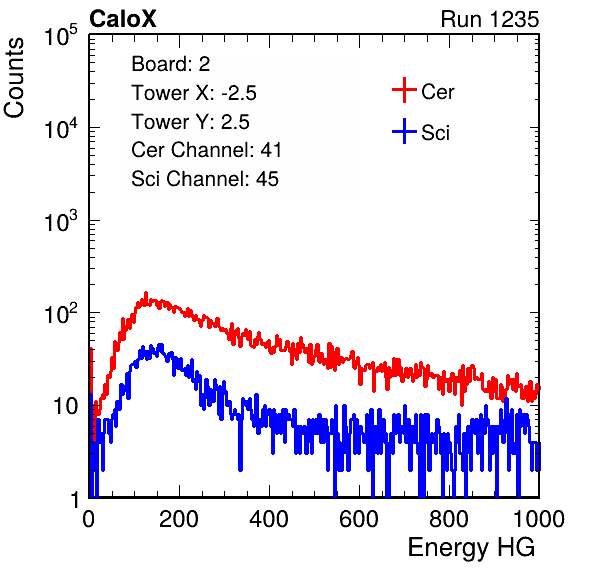 CaloX Run 1235
Counts
10^5
10^4
10^3
10^2
10
1
Board: 2
Tower X: -2.5
Tower Y: 2.5
Cer Channel: 41
Sci Channel: 45
Cer
Sci
0 200 400 600 800 1000
Energy HG